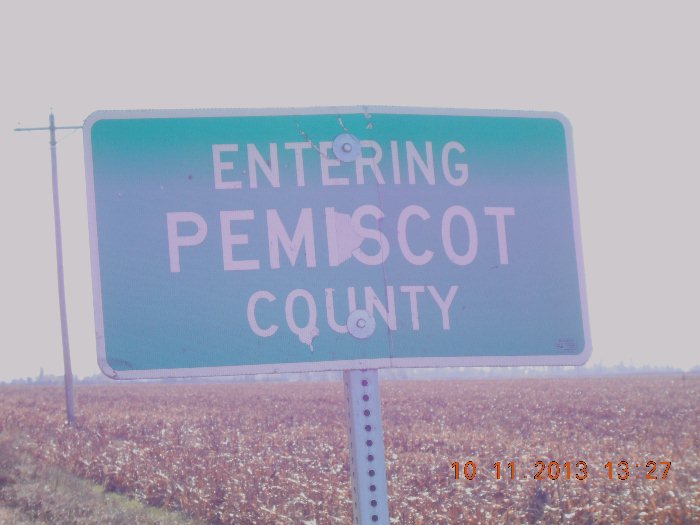 ENTERING
PEMISCOT
COUNTY
10 11 2013 13:27